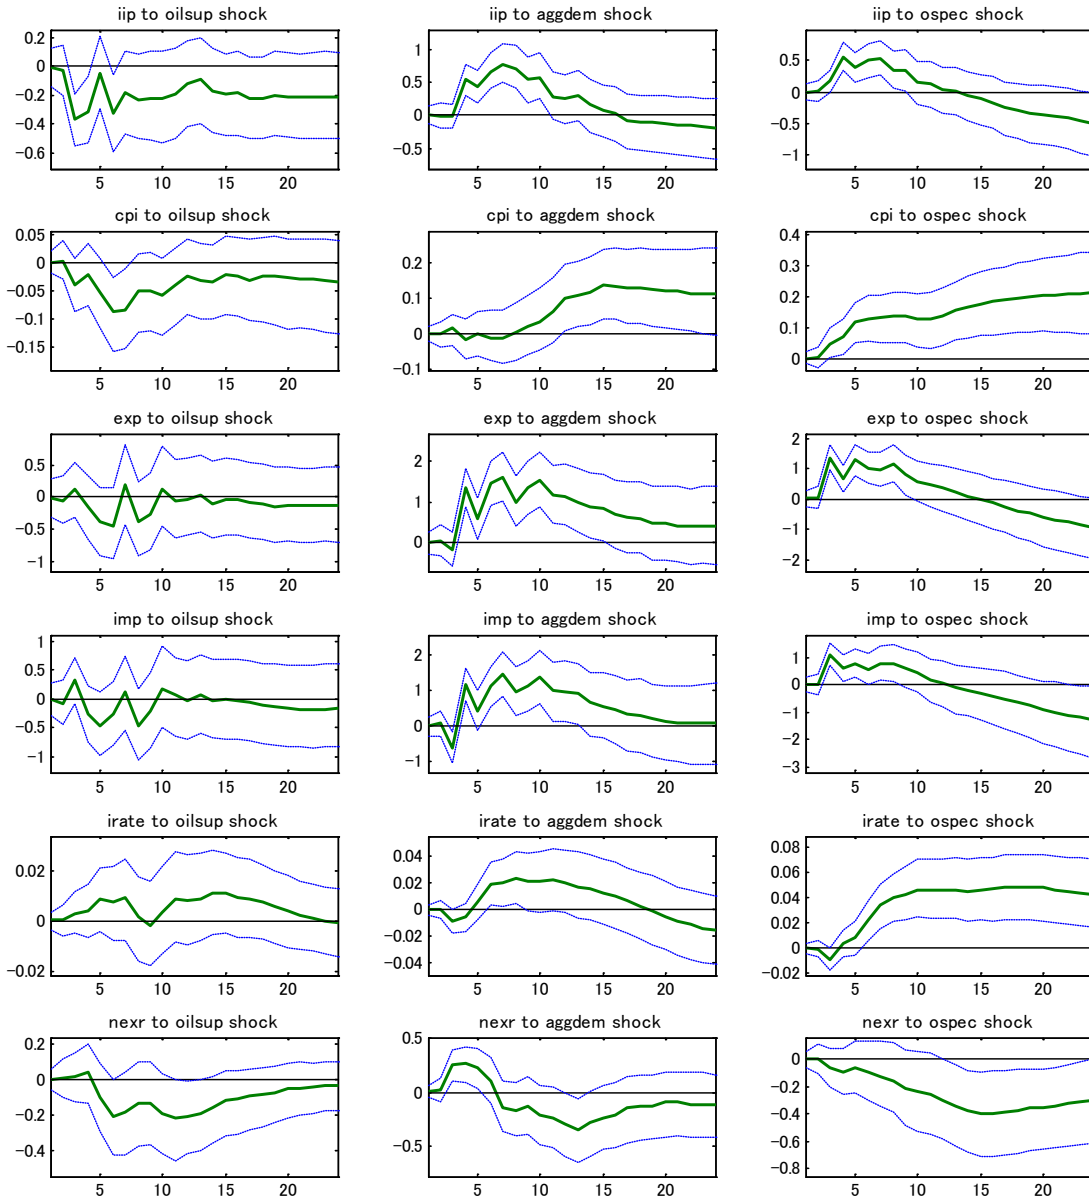 iip to oilsup shock
0.2
0
−0.2
−0.4
−0.6
5 10 15 20
iip to aggdem shock
1
0.5
0
−0.5
5 10 15 20
iip to ospec shock
0.5
0
−0.5
−1
5 10 15 20
cpi to oilsup shock
0.05
0
−0.05
−0.1
−0.15
5 10 15 20
cpi to aggdem shock
0.2
0.1
0
−0.1
5 10 15 20
cpi to ospec shock
0.4
0.3
0.2
0.1
0
5 10 15 20
exp to oilsup shock
0.5
0
−0.5
−1
5 10 15 20
exp to aggdem shock
2
1
0
5 10 15 20
exp to ospec shock
2
1
0
−1
−2
5 10 15 20
imp to oilsup shock
1
0.5
0
−0.5
−1
5 10 15 20
imp to aggdem shock
2
1
0
−1
5 10 15 20
imp to ospec shock
1
0
−1
−2
−3
5 10 15 20
irate to oilsup shock
0.02
0
−0.02
5 10 15 20
irate to aggdem shock
0.04
0.02
0
−0.02
−0.04
5 10 15 20
irate to ospec shock
0.08
0.06
0.04
0.02
0
−0.02
5 10 15 20
nexr to oilsup shock
0.2
0
−0.2
−0.4
5 10 15 20
nexr to aggdem shock
0.5
0
−0.5
5 10 15 20
nexr to ospec shock
0
−0.2
−0.4
−0.6
−0.8
5 10 15 20